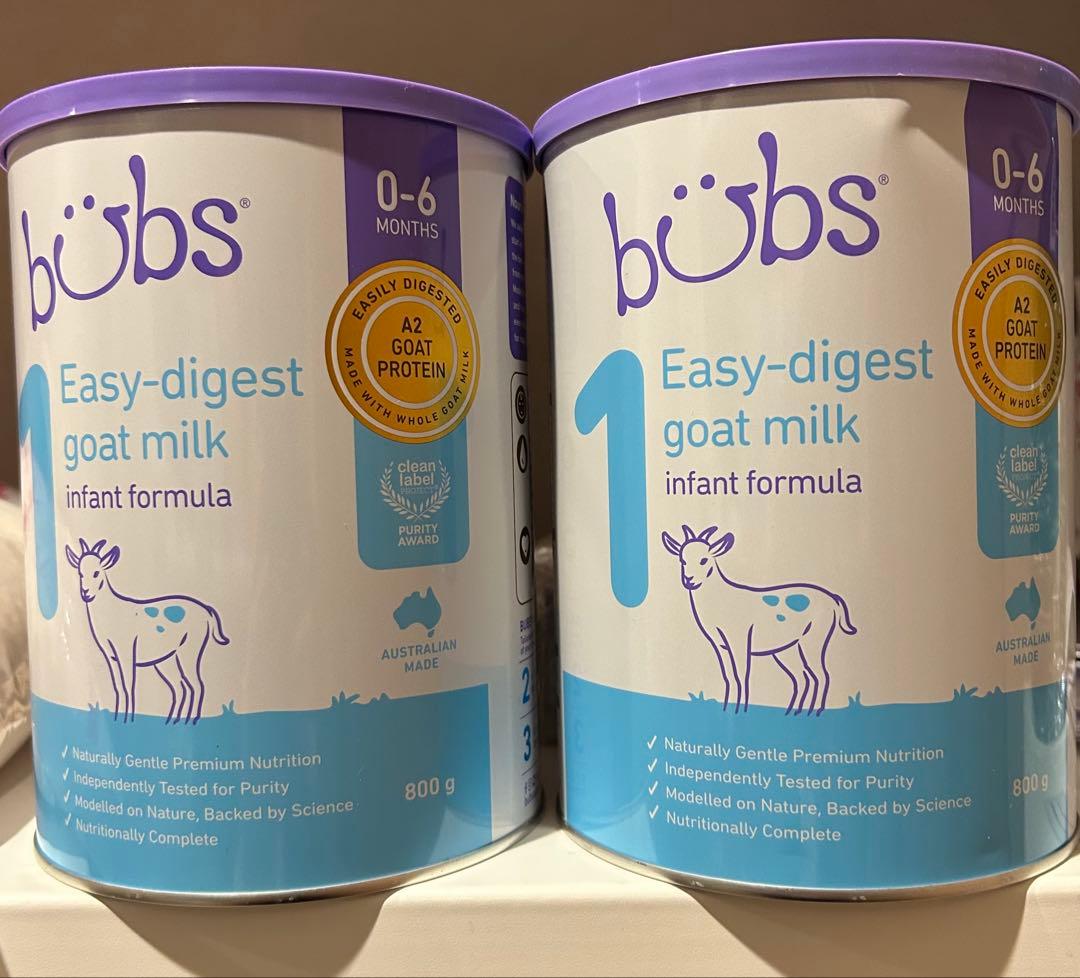 bubs®
0-6
MONTHS
EASILY DIGESTED
A2
GOAT
PROTEIN
MADE WITH WHOLE GOAT MILK
1
Easy-digest
goat milk
infant formula
clean
label
PROJECT
PURITY
AWARD
AUSTRALIAN
MADE
✓ Naturally Gentle Premium Nutrition
✓ Independently Tested for Purity
✓ Modelled on Nature, Backed by Science
✓ Nutritionally Complete
800 g
2
3
bubs®
0-6
MONTHS
EASILY DIGESTED
A2
GOAT
PROTEIN
MADE WITH WHOLE GOAT MILK
1
Easy-digest
goat milk
infant formula
clean
label
PROJECT
PURITY
AWARD
AUSTRALIAN
MADE
✓ Naturally Gentle Premium Nutrition
✓ Independently Tested for Purity
✓ Modelled on Nature, Backed by Science
✓ Nutritionally Complete
800 g